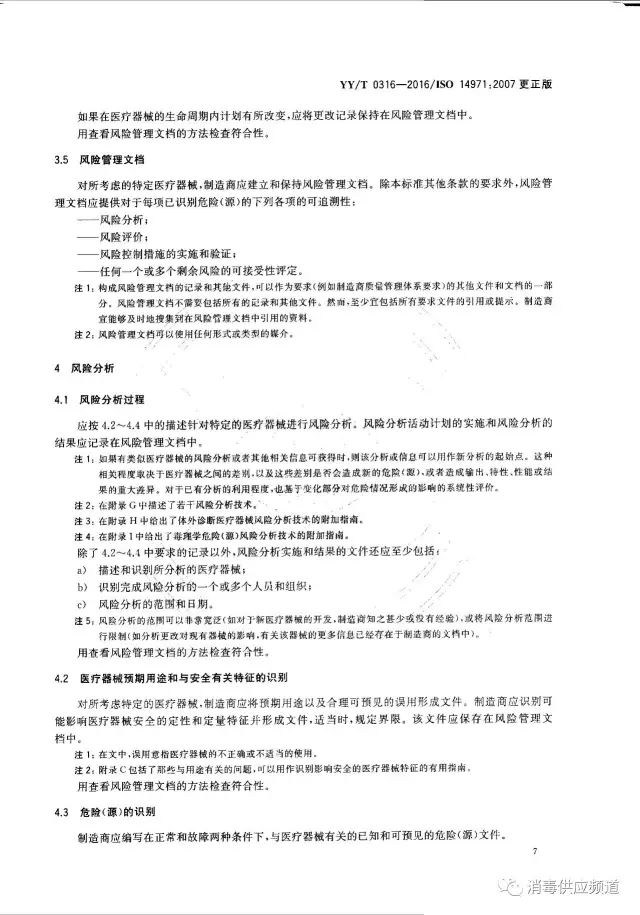 YY/T 0316—2016/ISO 14971:2007 更正版
如果在医疗器械的生命周期内计划有所改变,应将更改记录保持在风险管理文档中。
用查看风险管理文档的方法检查符合性。
3.5 风险管理文档
对所考虑的特定医疗器械,制造商应建立和保持风险管理文档。除本标准其他条款的要求外,风险管
理文档应提供对于每项已识别危险(源)的下列各项的可追溯性:
——风险分析;
——风险评价;
——风险控制措施的实施和验证;
——任何一个或多个剩余风险的可接受性评定。
注1:构成风险管理文档的记录和其他文件,可以作为要求(例如制造商质量管理体系要求)的其他文件和文档的一部
分。风险管理文档不需要包括所有的记录和其他文件。然而,至少宜包括所有要求文件的引用或提示。制造商
宜能够及时地搜集到在风险管理文档中引用的资料。
注2:风险管理文档可以使用任何形式或类型的媒介。
4 风险分析
4.1 风险分析过程
应按4.2~4.4中的描述针对特定的医疗器械进行风险分析。风险分析活动计划的实施和风险分析的
结果应记录在风险管理文档中。
注1:如果有类似医疗器械的风险分析或者其他相关信息可获得时,则该分析或信息可以用作新分析的起始点。这种
相关程度取决于医疗器械之间的差别,以及这些差别是否会造成新的危险(源),或者造成输出、特性、性能或结
果的重大差异。对于已有分析的利用程度,也基于变化部分对危险情况形成的影响的系统性评价。
注2:在附录G中描述了若干风险分析技术。
注3:在附录H中给出了体外诊断医疗器械风险分析技术的附加指南。
注4:在附录I中给出了毒理学危险(源)风险分析技术的附加指南。
除了4.2~4.4中要求的记录以外,风险分析实施和结果的文件还应至少包括:
a) 描述和识别所分析的医疗器械;
b) 识别完成风险分析的一个或多个人员和组织;
c) 风险分析的范围和日期。
注5:风险分析的范围可以非常宽泛(如对于新医疗器械的开发,制造商知之甚少或没有经验),或将风险分析范围进
行限制(如分析更改对现有器械的影响,有关该器械的更多信息已经存在于制造商的文档中)。
用查看风险管理文档的方法检查符合性。
4.2 医疗器械预期用途和与安全有关特征的识别
对所考虑特定的医疗器械,制造商应将预期用途以及合理可预见的误用形成文件。制造商应识别可
能影响医疗器械安全的定性和定量特征并形成文件,适当时,规定界限。该文件应保存在风险管理文
档中。
注1:在文中,误用意指医疗器械的不正确或不适当的使用。
注2:附录C包括了那些与用途有关的问题,可以用作识别影响安全的医疗器械特征的有用指南。
用查看风险管理文档的方法检查符合性。
4.3 危险(源)的识别
制造商应编写在正常和故障两种条件下,与医疗器械有关的已知和可预见的危险(源)文件。
7
消毒供应频道